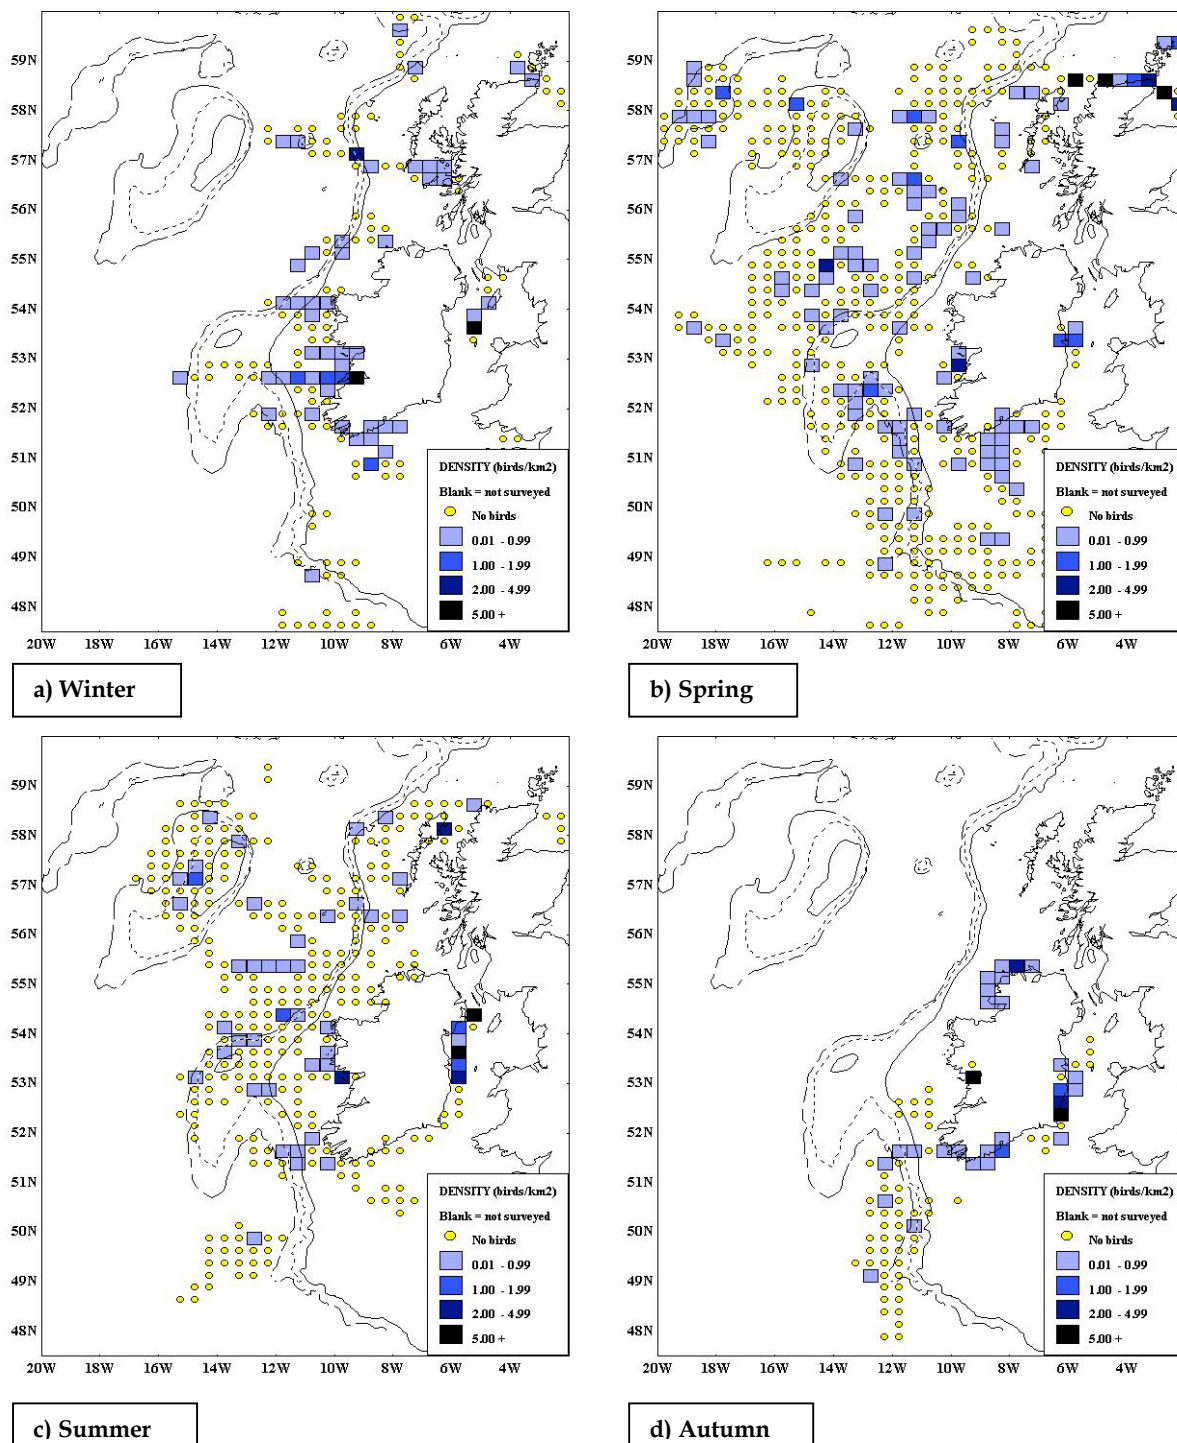 59N
58N
57N
56N
55N
54N
53N
52N
51N
50N
49N
48N
20W 18W 16W 14W 12W 10W 8W 6W 4W
DENSITY (birds/km2)
Blank = not surveyed
No birds
0.01 - 0.99
1.00 - 1.99
2.00 - 4.99
5.00 +
a) Winter
59N
58N
57N
56N
55N
54N
53N
52N
51N
50N
49N
48N
20W 18W 16W 14W 12W 10W 8W 6W 4W
DENSITY (birds/km2)
Blank = not surveyed
No birds
0.01 - 0.99
1.00 - 1.99
2.00 - 4.99
5.00 +
b) Spring
59N
58N
57N
56N
55N
54N
53N
52N
51N
50N
49N
48N
20W 18W 16W 14W 12W 10W 8W 6W 4W
DENSITY (birds/km2)
Blank = not surveyed
No birds
0.01 - 0.99
1.00 - 1.99
2.00 - 4.99
5.00 +
c) Summer
59N
58N
57N
56N
55N
54N
53N
52N
51N
50N
49N
48N
20W 18W 16W 14W 12W 10W 8W 6W 4W
DENSITY (birds/km2)
Blank = not surveyed
No birds
0.01 - 0.99
1.00 - 1.99
2.00 - 4.99
5.00 +
d) Autumn